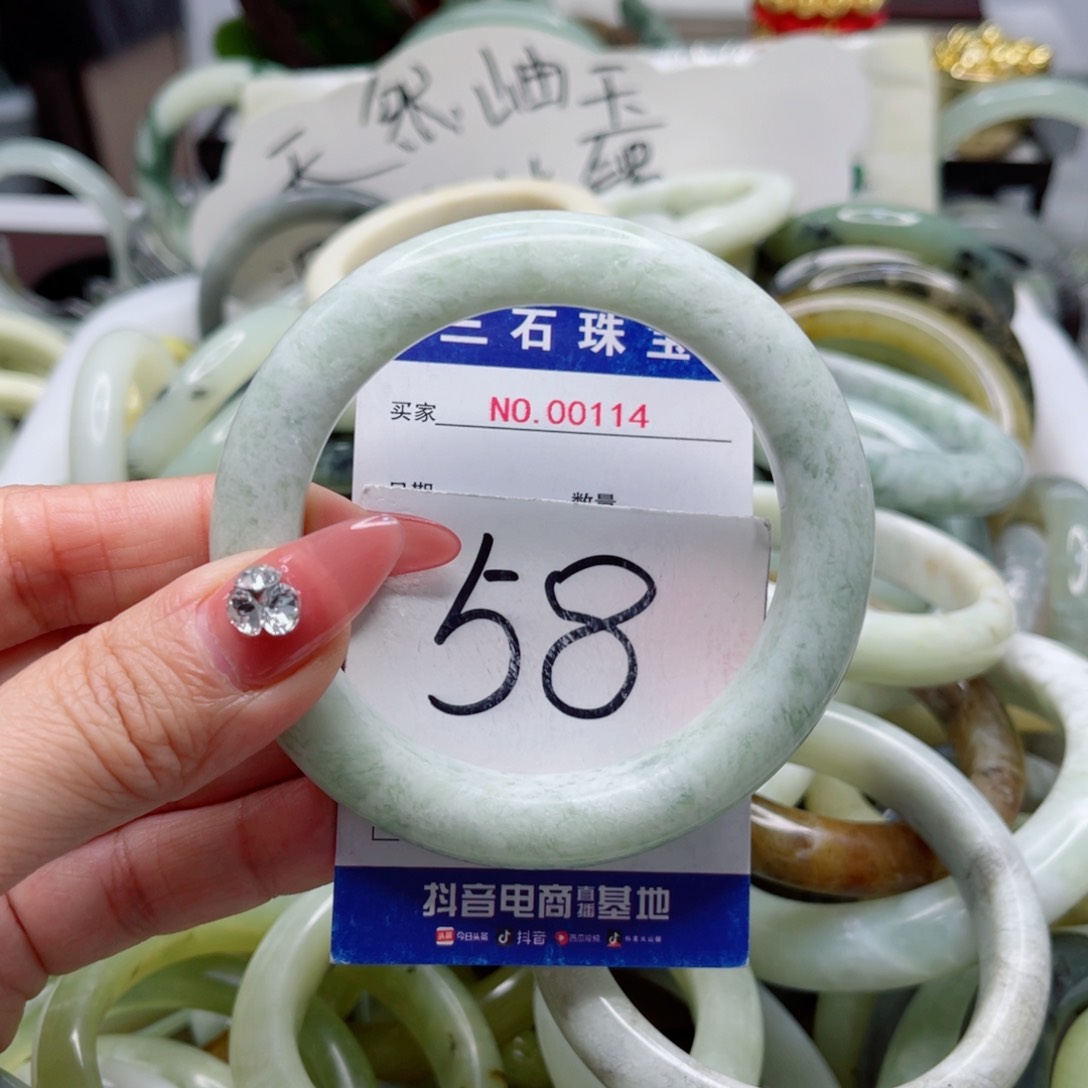 天然岫玉
三石珠宝
买家 NO.00114
日期 数量
58
抖音电商直播基地
今日头条 抖音 西瓜视频